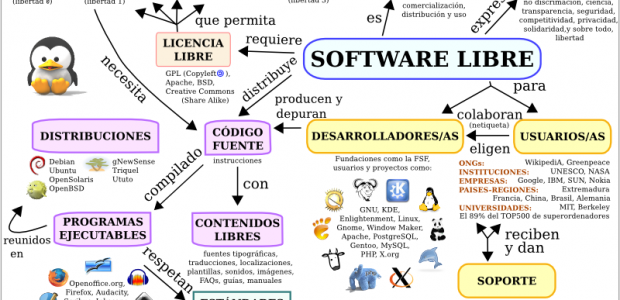 (libertad 1)
que permita
es
comercialización,
distribución y uso
no discriminación, ciencia,
transparencia, seguridad,
competitividad, privacidad,
solidaridad,y sobre todo,
libertad
LICENCIA
LIBRE
requiere
SOFTWARE LIBRE
necesita
GPL (Copyleft ),
Apache, BSD,
Creative Commons
(Share Alike)
distribuye
para
producen y
depuran
colaboran
(netiqueta)
DISTRIBUCIONES
CÓDIGO
FUENTE
DESARROLLADORES/AS
USUARIOS/AS
eligen
instrucciones
Debian
Ubuntu
OpenSolaris
OpenBSD
gNewSense
Triquel
Ututo
compilado
con
Fundaciones como la FSF,
usuarios y proyectos como:
ONGs: WikipediA, Greenpeace
INSTITUCIONES: UNESCO, NASA
EMPRESAS: Google, IBM, SUN, Nokia
PAISES-REGIONES: Extremadura
Francia, China, Brasil, Alemania
UNIVERSIDADES: MIT, Berkeley
El 89% del TOP500 de superordenadores
GNU, KDE,
Enlightenment, Linux,
Gnome, Window Maker,
Apache, PostgreSQL,
Gentoo, MySQL,
PHP, X.org
PROGRAMAS
EJECUTABLES
CONTENIDOS
LIBRES
reunidos
en
reciben
y dan
respetan
fuentes tipográficas,
traducciones, localizaciones,
plantillas, sonidos, imágenes,
FAQs, guías, manuales
Openoffice.org,
Firefox, Audacity,
SOPORTE
ESTÁNDARES